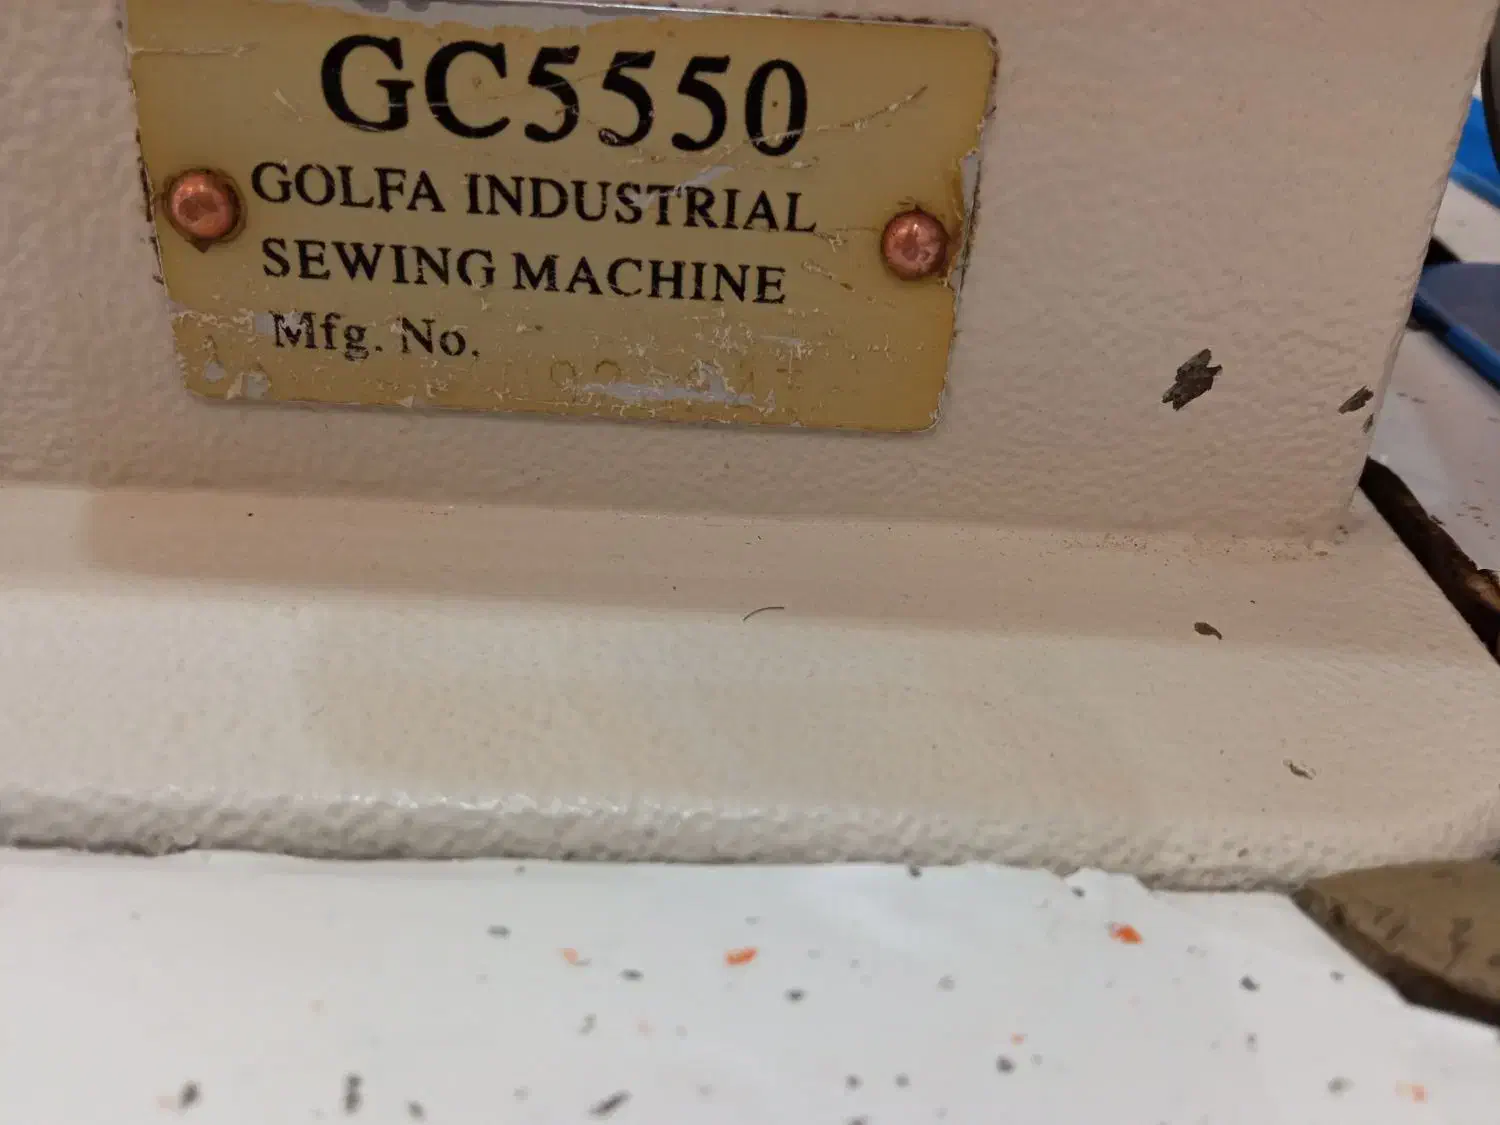 GC5550
GOLFA INDUSTRIAL
SEWING MACHINE
Mfg. No.